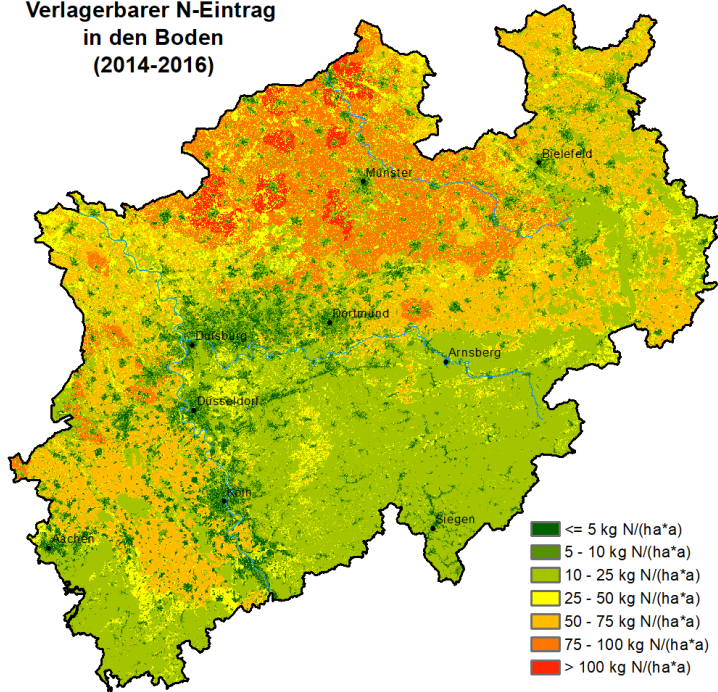 Verlagerbarer N-Eintrag
in den Boden
(2014-2016)
Bielefeld
Münster
Dortmund
Duisburg
Arnsberg
Düsseldorf
Köln
Siegen
Aachen
<= 5 kg N/(ha*a)
5 - 10 kg N/(ha*a)
10 - 25 kg N/(ha*a)
25 - 50 kg N/(ha*a)
50 - 75 kg N/(ha*a)
75 - 100 kg N/(ha*a)
> 100 kg N/(ha*a)